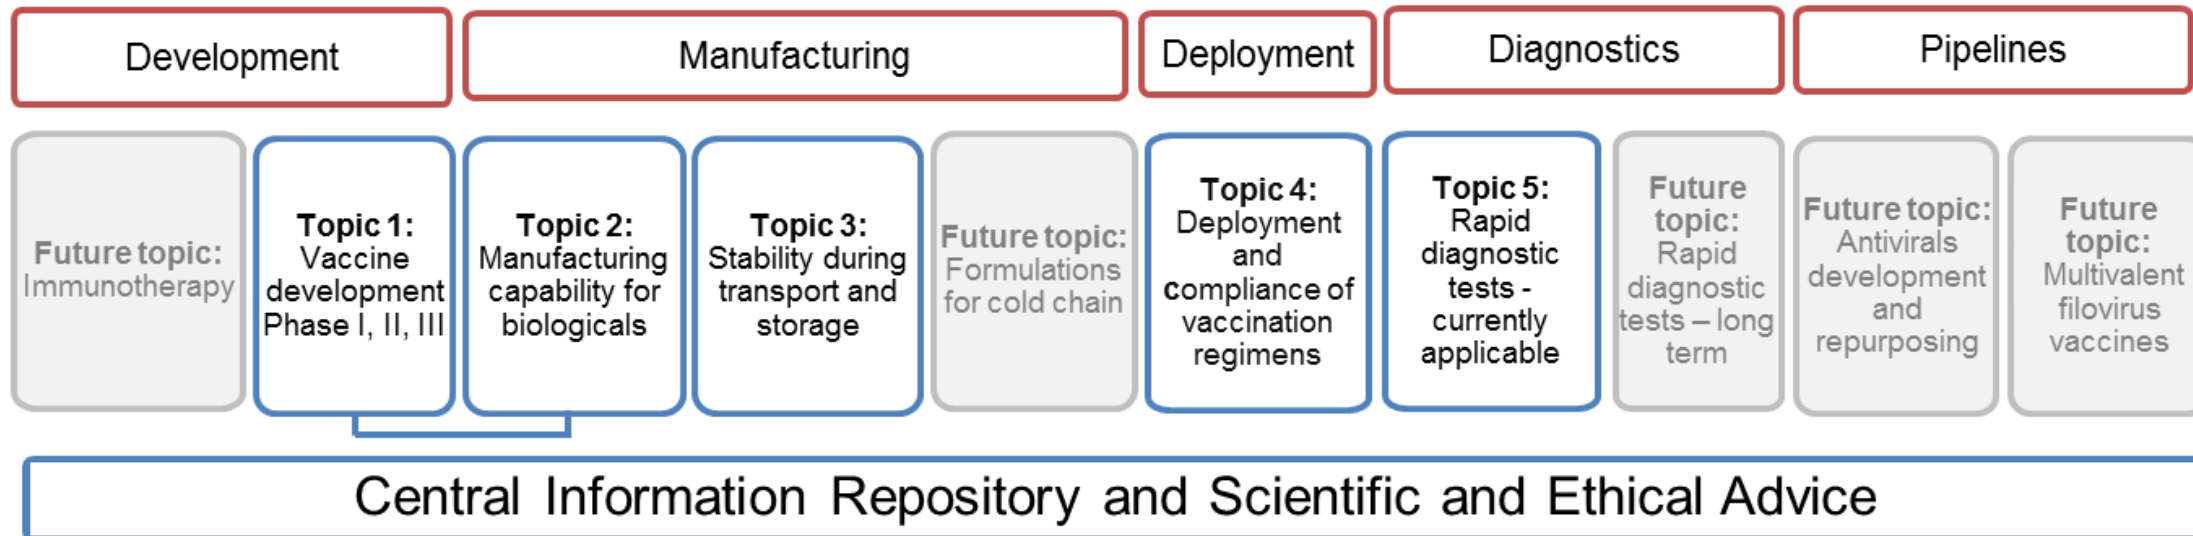 Development
Manufacturing
Deployment
Diagnostics
Pipelines
Future topic:
Immunotherapy
Topic 1:
Vaccine
development
Phase I, II, III
Topic 2:
Manufacturing
capability for
biologicals
Topic 3:
Stability during
transport and
storage
Future topic:
Formulations
for cold chain
Topic 4:
Deployment
and
compliance of
vaccination
regimens
Topic 5:
Rapid
diagnostic
tests -
currently
applicable
Future
topic:
Rapid
diagnostic
tests – long
term
Future topic:
Antivirals
development
and
repurposing
Future
topic:
Multivalent
filovirus
vaccines
Central Information Repository and Scientific and Ethical Advice